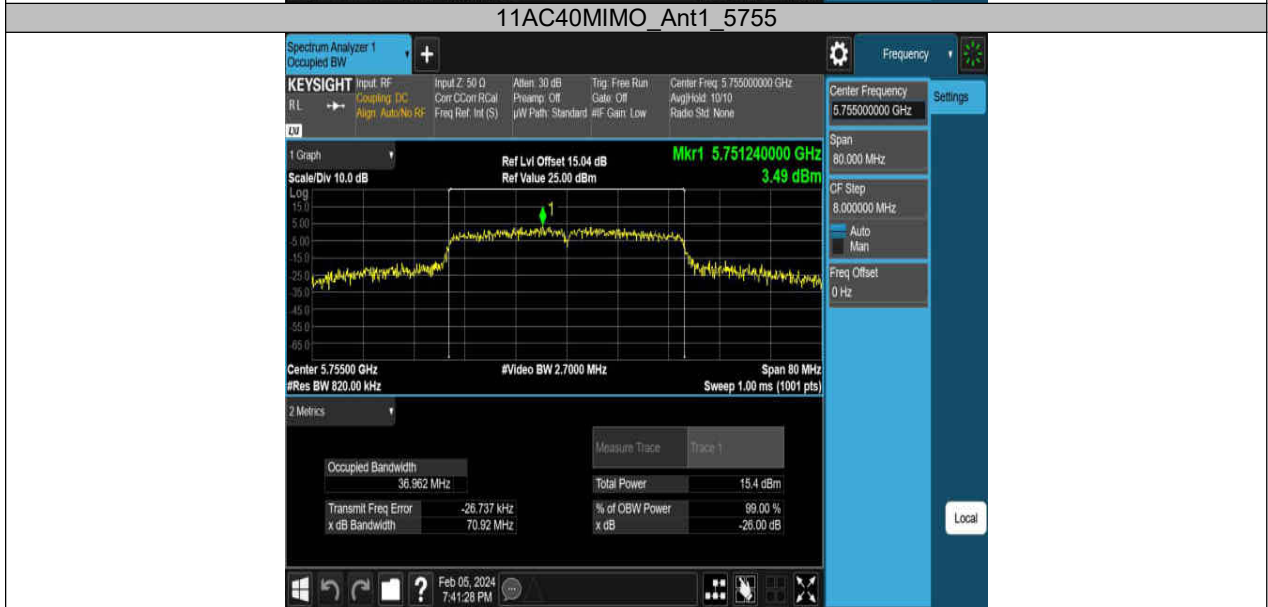 11AC40MIMO_Ant1_5755
Spectrum Analyzer 1
Occupied BW
+
Frequency
KEYSIGHT
RL
LXI
Input: RF
Coupling: DC
Align: Auto/No RF
Input Z: 50 Ω
Corr CCorr RCal
Freq Ref: Int (S)
Atten: 30 dB
Preamp: Off
µW Path: Standard
Trig: Free Run
Gate: Off
#IF Gain: Low
Center Freq: 5.755000000 GHz
Avg|Hold: 10/10
Radio Std: None
Center Frequency
5.755000000 GHz
Settings
Span
80.000 MHz
CF Step
8.000000 MHz
Auto
Man
Freq Offset
0 Hz
1 Graph
Scale/Div 10.0 dB
Ref Lvl Offset 15.04 dB
Ref Value 25.00 dBm
Mkr1 5.751240000 GHz
3.49 dBm
Log
15.0
5.00
-5.00
-15.0
-25.0
-35.0
-45.0
-55.0
-65.0
1
Center 5.75500 GHz
#Res BW 820.00 kHz
#Video BW 2.7000 MHz
Span 80 MHz
Sweep 1.00 ms (1001 pts)
2 Metrics
Measure Trace
Trace 1
Occupied Bandwidth
36.962 MHz
Total Power
15.4 dBm
Transmit Freq Error
-26.737 kHz
% of OBW Power
99.00 %
x dB Bandwidth
70.92 MHz
x dB
-26.00 dB
Local
?
Feb 05, 2024
7:41:28 PM